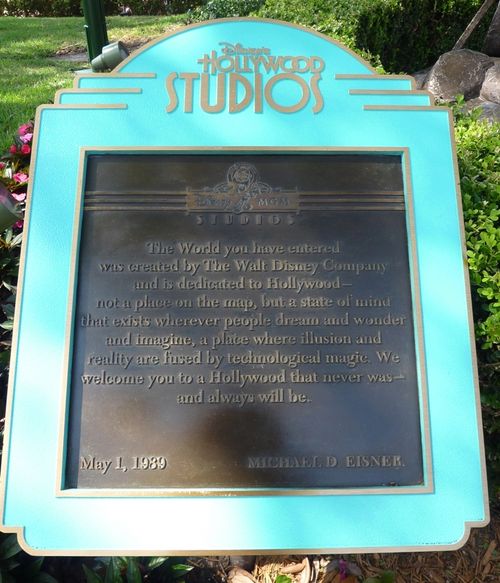 Disney's
HOLLYWOOD
STUDIOS
MGM
STUDIOS
The World you have entered
was created by The Walt Disney Company
and is dedicated to Hollywood—
not a place on the map, but a state of mind
that exists wherever people dream and wonder
and imagine, a place where illusion and
reality are fused by technological magic. We
welcome you to a Hollywood that never was—
and always will be.
May 1, 1989 MICHAEL D. EISNER